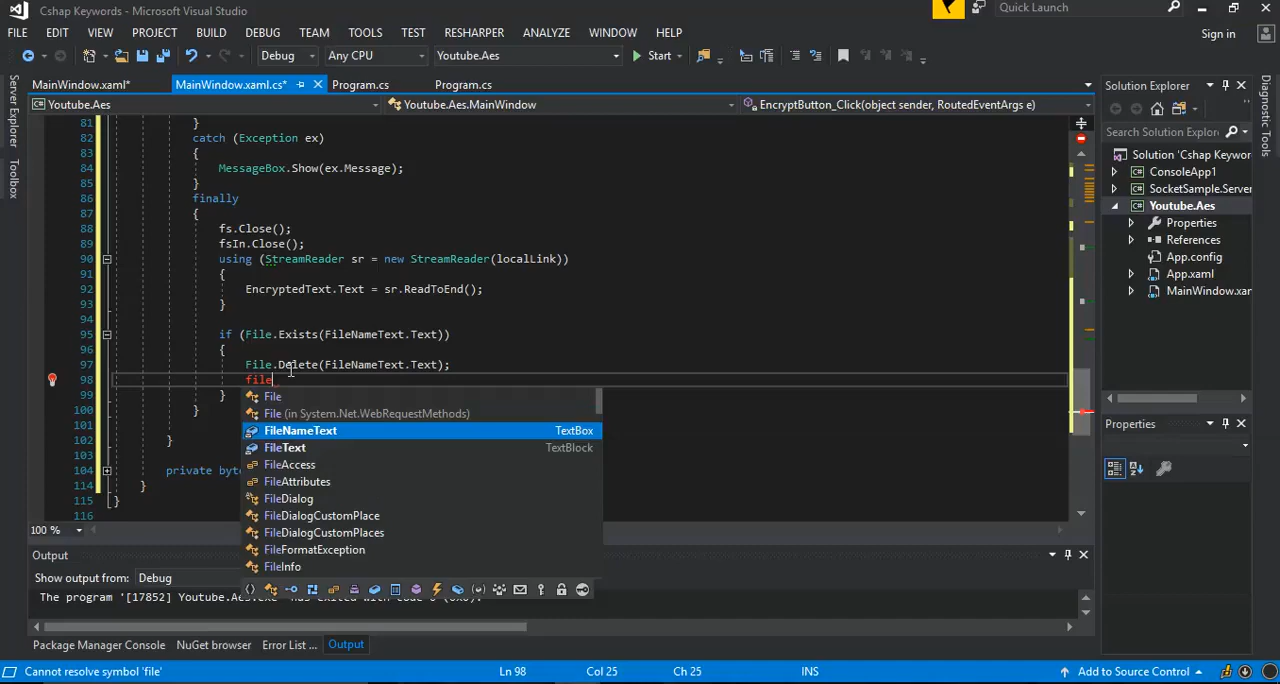 Cshap Keywords - Microsoft Visual Studio
Quick Launch
FILE EDIT VIEW PROJECT BUILD DEBUG TEAM TOOLS TEST RESHARPER ANALYZE WINDOW HELP
Sign in
Debug Any CPU Youtube.Aes Start
MainWindow.xaml* MainWindow.xaml.cs* Program.cs Program.cs
Youtube.Aes Youtube.Aes.MainWindow EncryptButton_Click(object sender, RoutedEventArgs e)
Server Explorer
Toolbox
81 }
82 catch (Exception ex)
83 {
84 MessageBox.Show(ex.Message);
85 }
86 finally
87 {
88 fs.Close();
89 fsIn.Close();
90 using (StreamReader sr = new StreamReader(localLink))
91 {
92 EncryptedText.Text = sr.ReadToEnd();
93 }
94
95 if (File.Exists(FileNameText.Text))
96 {
97 File.Delete(FileNameText.Text);
98 file
99 }
100 }
101
102 }
104 private byte
114 }
115 }
116
File
File (in System.Net.WebRequestMethods)
FileNameText TextBox
FileText TextBlock
FileAccess
FileAttributes
FileDialog
FileDialogCustomPlace
FileDialogCustomPlaces
FileFormatException
FileInfo
100 %
Solution Explorer
Search Solution Explor
Solution 'Cshap Keywor
ConsoleApp1
SocketSample.Server
Youtube.Aes
Properties
References
App.config
App.xaml
MainWindow.xar
Properties
Diagnostic Tools
Output
Show output from: Debug
The program '[17852] Youtube.Aes.exe' has exited with code 0 (0x0).
Package Manager Console NuGet browser Error List ... Output
Cannot resolve symbol 'file' Ln 98 Col 25 Ch 25 INS Add to Source Control